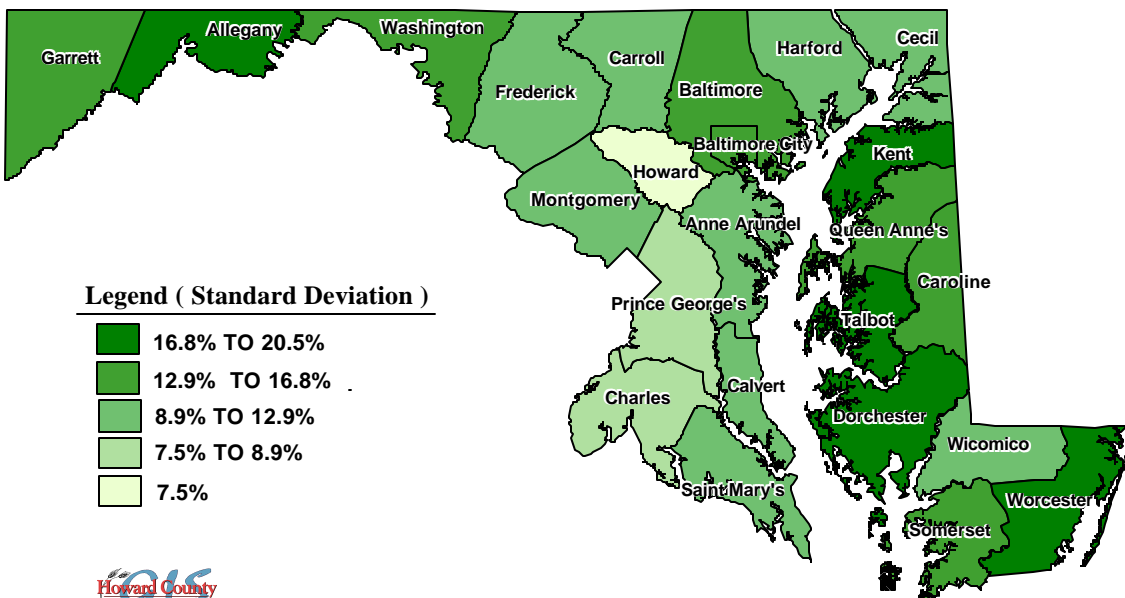 Allegany
Washington
Garrett
Carroll
Harford
Cecil
Frederick
Baltimore
Baltimore City
Kent
Howard
Montgomery
Anne Arundel
Queen Anne's
Caroline
Legend ( Standard Deviation )
Prince George's
Talbot
16.8% TO 20.5%
12.9% TO 16.8%
Charles
Calvert
8.9% TO 12.9%
Dorchester
7.5% TO 8.9%
Wicomico
7.5%
Saint Mary's
Worcester
Somerset
GIS
Howard County